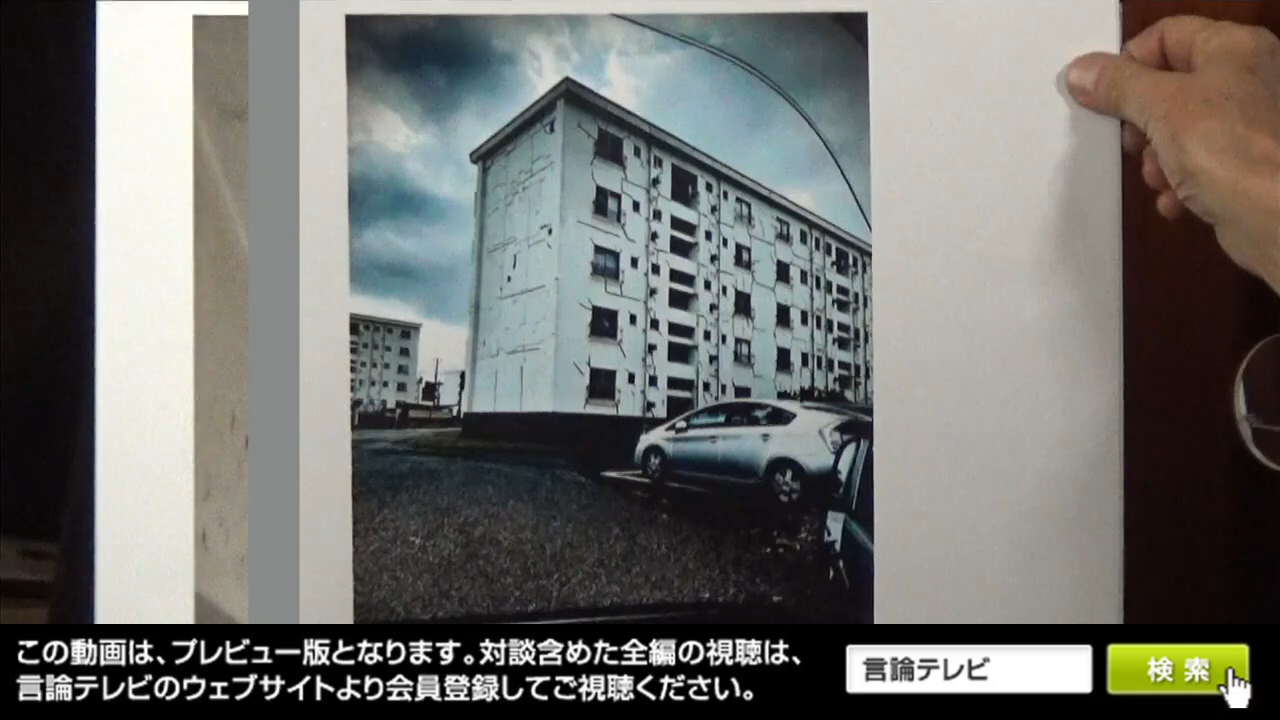 この動画は、プレビュー版となります。対談含めた全編の視聴は、
言論テレビのウェブサイトより会員登録してご視聴ください。
言論テレビ
検索